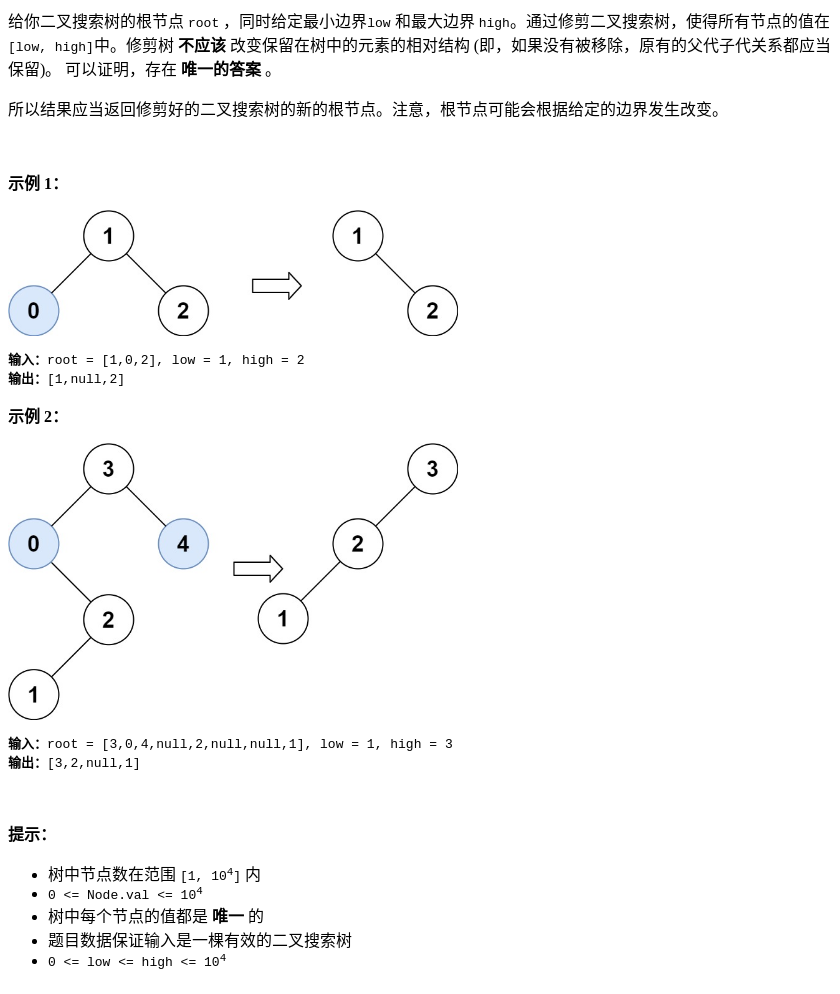 给你二叉搜索树的根节点 root ，同时给定最小边界low 和最大边界 high。通过修剪二叉搜索树，使得所有节点的值在
[low, high]中。修剪树 不应该 改变保留在树中的元素的相对结构 (即，如果没有被移除，原有的父代子代关系都应当
保留)。 可以证明，存在 唯一的答案 。
所以结果应当返回修剪好的二叉搜索树的新的根节点。注意，根节点可能会根据给定的边界发生改变。
示例 1：
1 1
0 2 2
输入：root = [1,0,2], low = 1, high = 2
输出：[1,null,2]
示例 2：
3 3
0 4 2
2 1
1
输入：root = [3,0,4,null,2,null,null,1], low = 1, high = 3
输出：[3,2,null,1]
提示：
• 树中节点数在范围 [1, 10⁴] 内
• 0 <= Node.val <= 10⁴
• 树中每个节点的值都是 唯一 的
• 题目数据保证输入是一棵有效的二叉搜索树
• 0 <= low <= high <= 10⁴